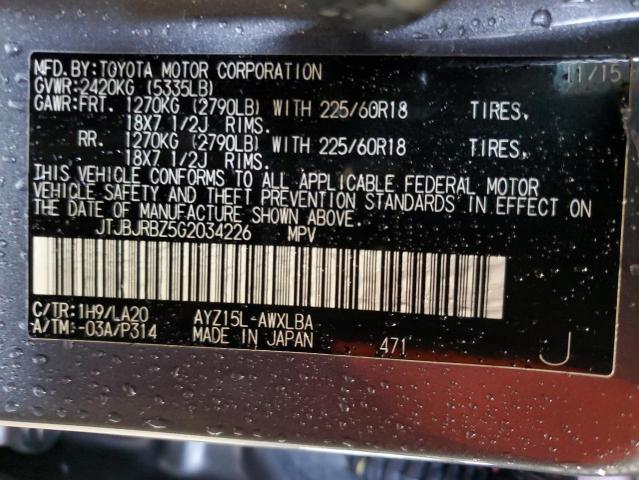 MFD.BY:TOYOTA MOTOR CORPORATION 11/15
GVWR:2420KG (5335LB)
GAWR:FRT. 1270KG (2790LB) WITH 225/60R18 TIRES,
18X7 1/2J RIMS.
RR. 1270KG (2790LB) WITH 225/60R18 TIRES,
18X7 1/2J RIMS.
THIS VEHICLE CONFORMS TO ALL APPLICABLE FEDERAL MOTOR
VEHICLE SAFETY AND THEFT PREVENTION STANDARDS IN EFFECT ON
THE DATE OF MANUFACTURE SHOWN ABOVE.
JTJBJRBZ5G2034226 MPV
C/TR:1H9/LA20 AYZ15L-AWXLBA
A/TM:-03A/P314 MADE IN JAPAN 471 J